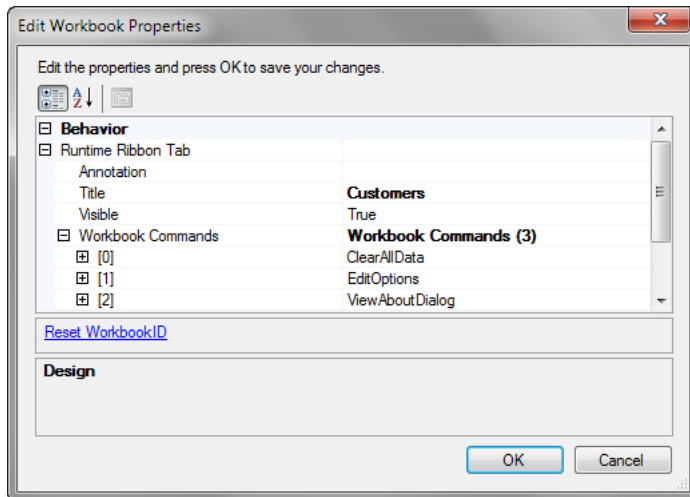 Edit Workbook Properties
Edit the properties and press OK to save your changes.
Behavior
Runtime Ribbon Tab
Annotation
Title Customers
Visible True
Workbook Commands Workbook Commands (3)
[0] ClearAllData
[1] EditOptions
[2] ViewAboutDialog
Reset WorkbookID
Design
OK Cancel